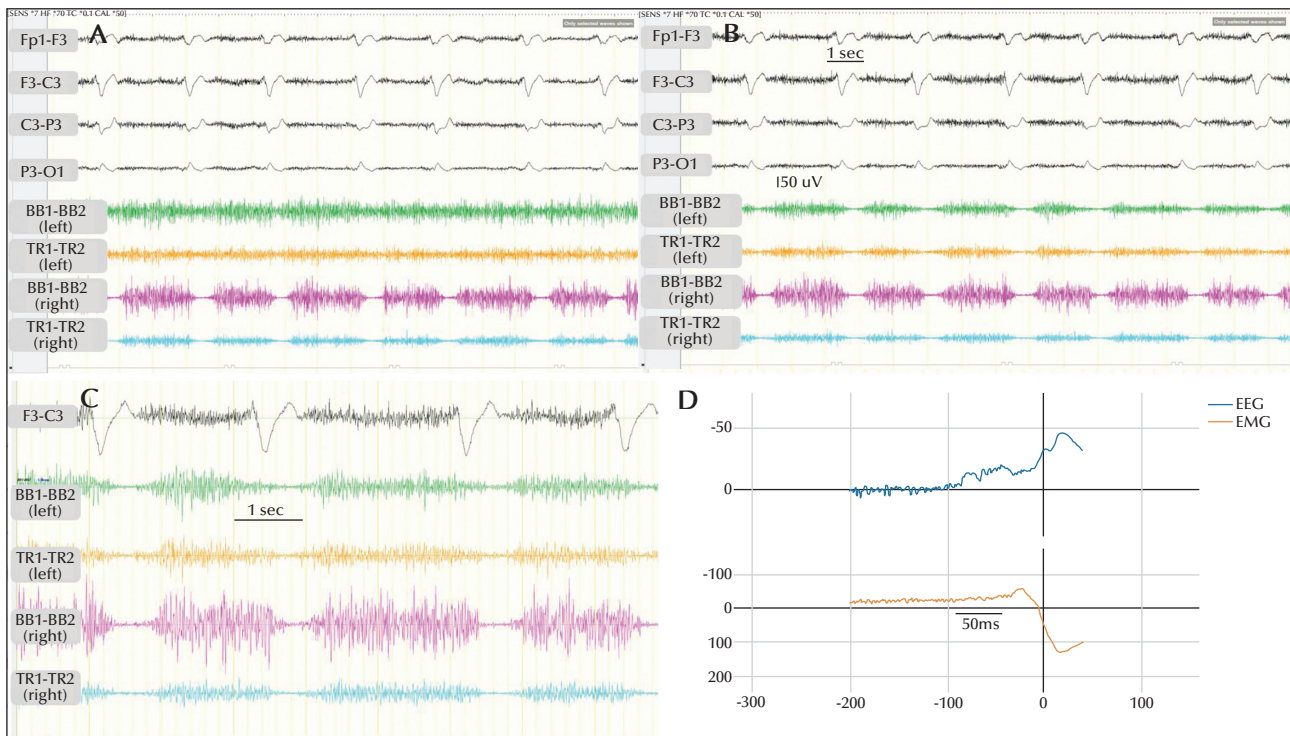 [SENS *7 HF *70 TC *0.1 CAL *50]
A
Only selected waves shown
Fp1-F3
F3-C3
C3-P3
P3-O1
BB1-BB2
(left)
TR1-TR2
(left)
BB1-BB2
(right)
TR1-TR2
(right)
[SENS *7 HF *70 TC *0.1 CAL *50]
B
Only selected waves shown
Fp1-F3
1 sec
F3-C3
C3-P3
P3-O1
50 uV
BB1-BB2
(left)
TR1-TR2
(left)
BB1-BB2
(right)
TR1-TR2
(right)
C
F3-C3
BB1-BB2
(left)
1 sec
TR1-TR2
(left)
BB1-BB2
(right)
TR1-TR2
(right)
D
EEG
EMG
-50
0
-100
0
50ms
100
200
-300 -200 -100 0 100